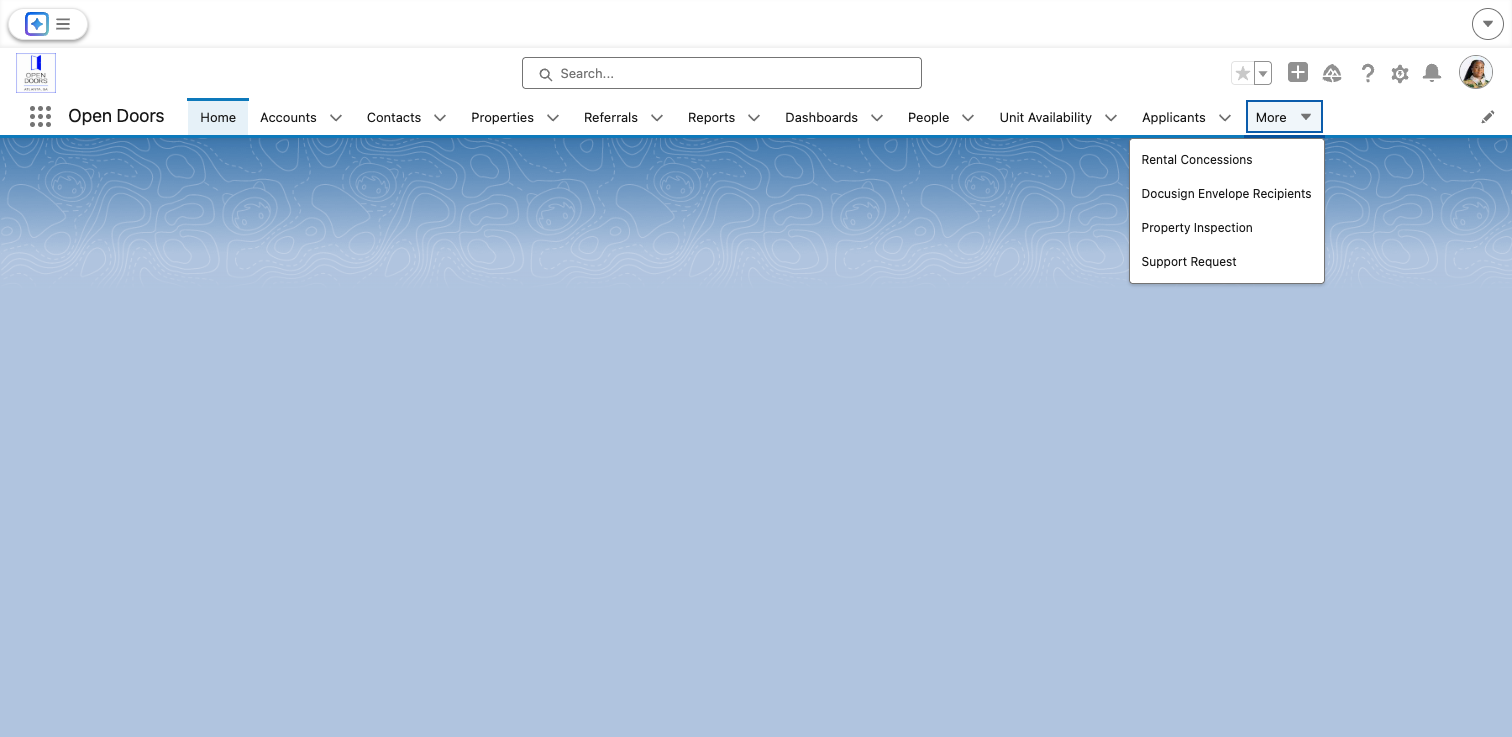 Search...
OPEN
DOORS
ATLANTA, GA
Open Doors
Home
Accounts
Contacts
Properties
Referrals
Reports
Dashboards
People
Unit Availability
Applicants
More
Rental Concessions
Docusign Envelope Recipients
Property Inspection
Support Request